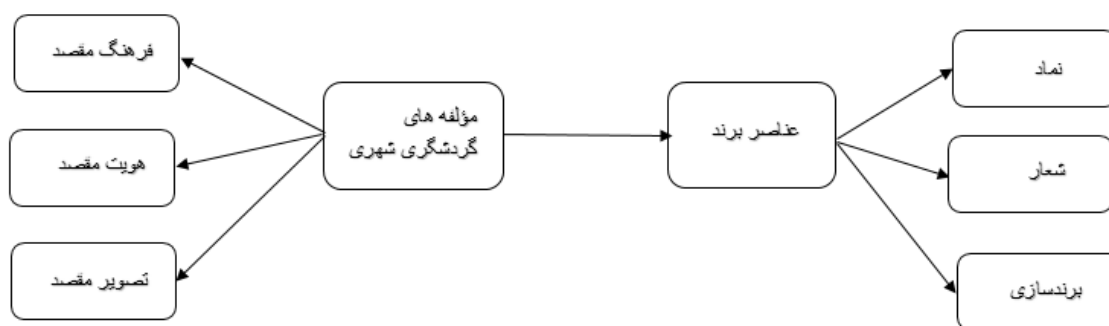 فرهنگ مقصد
هویت مقصد
تصویر مقصد
مؤلفه های
گردشگری شهری
عناصر برند
نماد
شعار
برندسازی